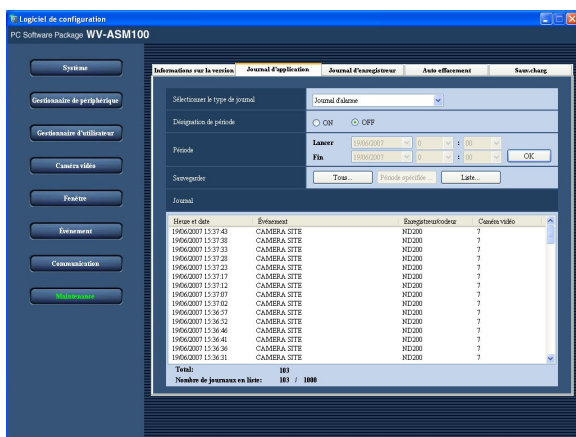 Logiciel de configuration
PC Software Package WV-ASM100
Système
Gestionnaire de périphérique
Gestionnaire d'utilisateur
Caméra vidéo
Fenêtre
Événement
Communication
Maintenance
Informations sur la version Journal d'application Journal d'enregistreur Auto effacement Sauv.charg
Sélectionner le type de journal Journal d'alarme
Désignation de période ON OFF
Période Lancer 19/06/2007 0 : 00
Fin 19/06/2007 0 : 00 OK
Sauvegarder Tous... Période spécifiée ... Liste...
Journal
Heure et date Événement Enregistreur/codeur Caméra vidéo
19/06/2007 15:37:43 CAMERA SITE ND200 7
19/06/2007 15:37:38 CAMERA SITE ND200 7
19/06/2007 15:37:33 CAMERA SITE ND200 7
19/06/2007 15:37:28 CAMERA SITE ND200 7
19/06/2007 15:37:23 CAMERA SITE ND200 7
19/06/2007 15:37:17 CAMERA SITE ND200 7
19/06/2007 15:37:12 CAMERA SITE ND200 7
19/06/2007 15:37:07 CAMERA SITE ND200 7
19/06/2007 15:37:02 CAMERA SITE ND200 7
19/06/2007 15:36:57 CAMERA SITE ND200 7
19/06/2007 15:36:52 CAMERA SITE ND200 7
19/06/2007 15:36:46 CAMERA SITE ND200 7
19/06/2007 15:36:41 CAMERA SITE ND200 7
19/06/2007 15:36:36 CAMERA SITE ND200 7
19/06/2007 15:36:31 CAMERA SITE ND200 7
Total: 103
Nombre de journaux en liste: 103 / 1000